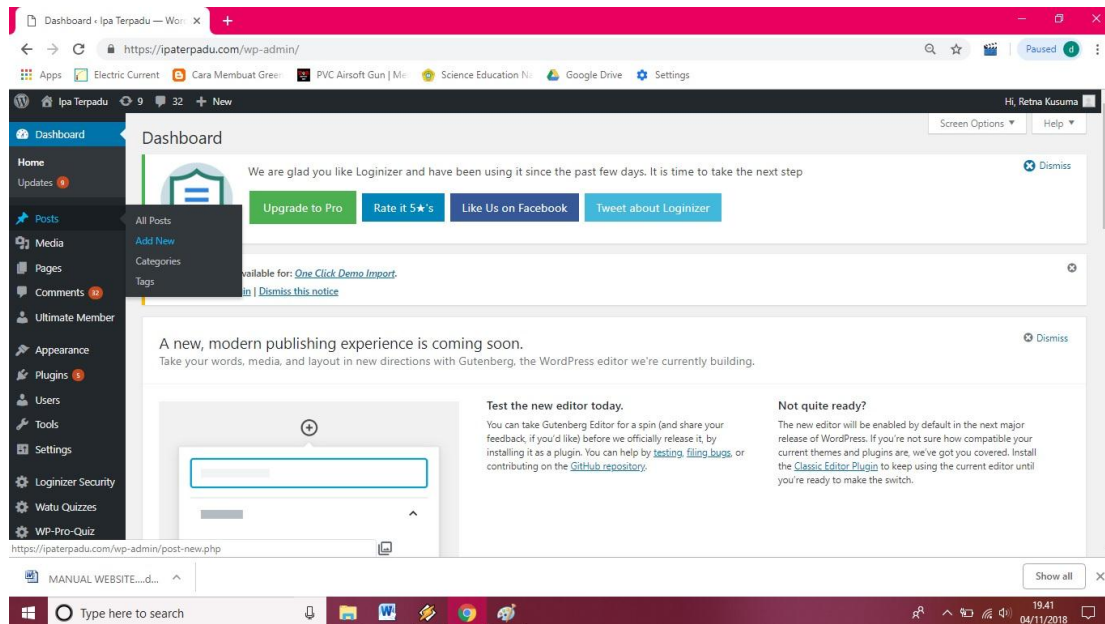 Dashboard ‹ Ipa Terpadu — Wor
https://ipaterpadu.com/wp-admin/
Paused d
Apps Electric Current Cara Membuat Green PVC Airsoft Gun | Me Science Education Na Google Drive Settings
Ipa Terpadu 9 32 + New
Hi, Retna Kusuma
Dashboard
Home
Updates 9
Posts
Media
Pages
Comments 32
Ultimate Member
Appearance
Plugins 5
Users
Tools
Settings
Loginizer Security
Watu Quizzes
WP-Pro-Quiz
All Posts
Add New
Categories
Tags
Dashboard
Screen Options ▼ Help ▼
We are glad you like Loginizer and have been using it since the past few days. It is time to take the next step
Dismiss
Upgrade to Pro Rate it 5★'s Like Us on Facebook Tweet about Loginizer
available for: One Click Demo Import.
in | Dismiss this notice
A new, modern publishing experience is coming soon.
Dismiss
Take your words, media, and layout in new directions with Gutenberg, the WordPress editor we're currently building.
Test the new editor today.
You can take Gutenberg Editor for a spin (and share your
feedback, if you'd like) before we officially release it, by
installing it as a plugin. You can help by testing, filing bugs, or
contributing on the GitHub repository.
Not quite ready?
The new editor will be enabled by default in the next major
release of WordPress. If you're not sure how compatible your
current themes and plugins are, we've got you covered. Install
the Classic Editor Plugin to keep using the current editor until
you're ready to make the switch.
https://ipaterpadu.com/wp-admin/post-new.php
MANUAL WEBSITE....d...
Show all
Type here to search
19.41
04/11/2018